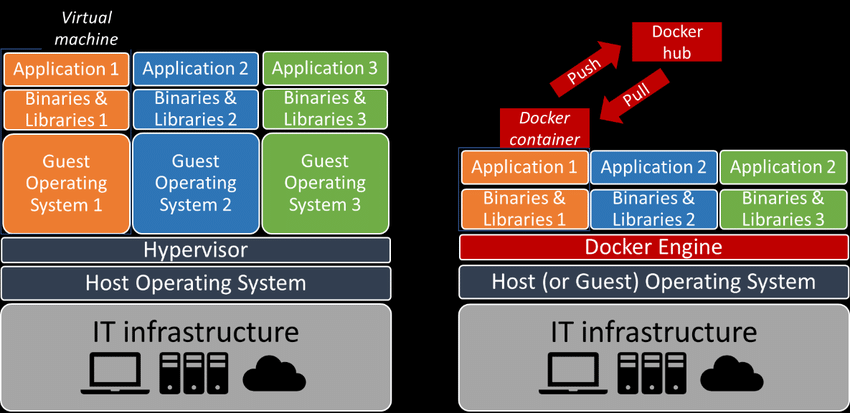 Virtual
machine
Application 1
Application 2
Application 3
Binaries &
Libraries 1
Binaries &
Libraries 2
Binaries &
Libraries 3
Guest
Operating
System 1
Guest
Operating
System 2
Guest
Operating
System 3
Hypervisor
Host Operating System
IT infrastructure
Docker
hub
Push
Pull
Docker
container
Application 1
Application 2
Application 2
Binaries &
Libraries 1
Binaries &
Libraries 2
Binaries &
Libraries 3
Docker Engine
Host (or Guest) Operating System
IT infrastructure